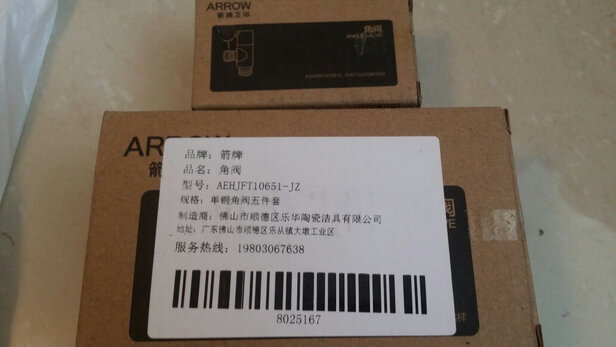 ARROW
箭牌卫浴
角阀
ANGLE VALVE
ARROW
品牌：箭牌
品名：角阀
型号：AEHJFT10651-JZ
规格：单铜角阀五件套
制造商：佛山市顺德区乐华陶瓷洁具有限公司
地址：广东佛山市顺德区乐从镇大墩工业区
服务热线：19803067638
8025167